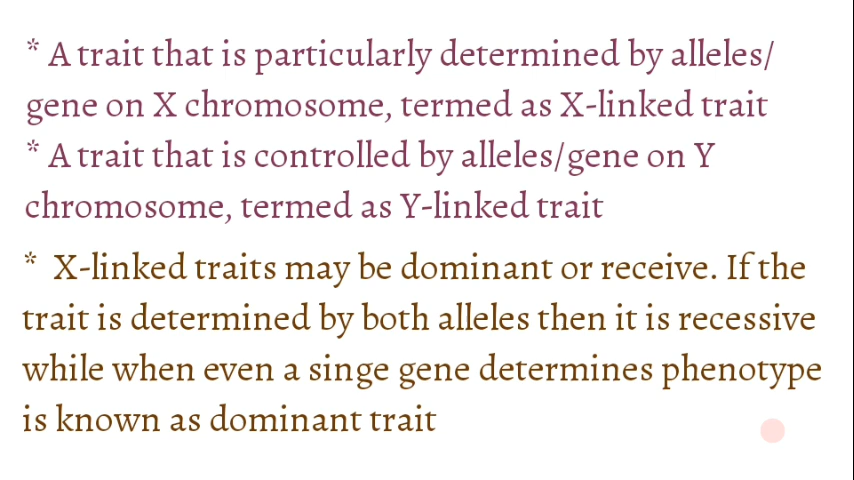 * A trait that is particularly determined by alleles/
gene on X chromosome, termed as X-linked trait
* A trait that is controlled by alleles/gene on Y
chromosome, termed as Y-linked trait
* X-linked traits may be dominant or receive. If the
trait is determined by both alleles then it is recessive
while when even a singe gene determines phenotype
is known as dominant trait